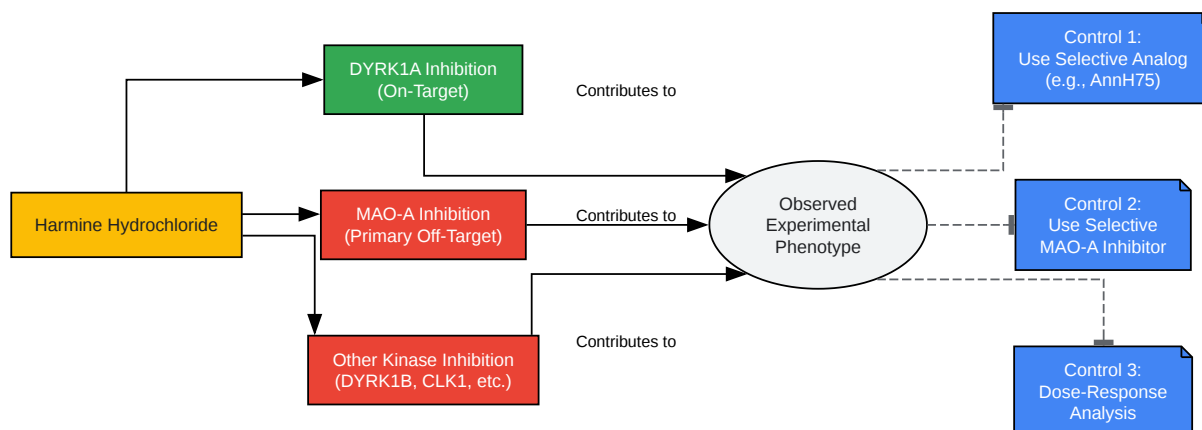 Harmine Hydrochloride
DYRK1A Inhibition
(On-Target)
MAO-A Inhibition
(Primary Off-Target)
Other Kinase Inhibition
(DYRK1B, CLK1, etc.)
Contributes to
Contributes to
Contributes to
Observed
Experimental
Phenotype
Control 1:
Use Selective Analog
(e.g., AnnH75)
Control 2:
Use Selective
MAO-A Inhibitor
Control 3:
Dose-Response
Analysis